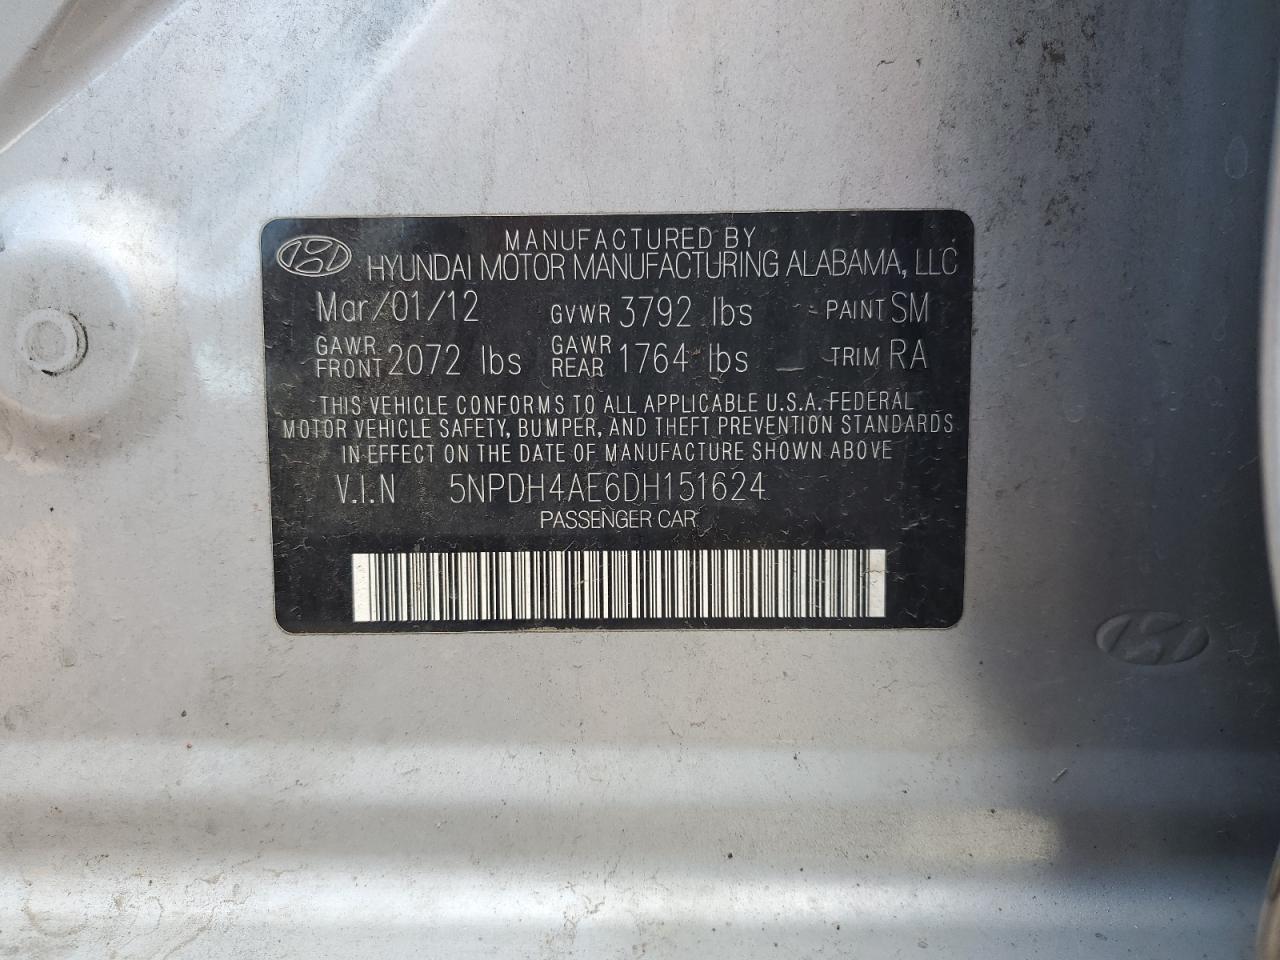 MANUFACTURED BY
HYUNDAI MOTOR MANUFACTURING ALABAMA, LLC
Mar/01/12 GVWR 3792 lbs PAINT SM
GAWR FRONT 2072 lbs GAWR REAR 1764 lbs TRIM RA
THIS VEHICLE CONFORMS TO ALL APPLICABLE U.S.A. FEDERAL
MOTOR VEHICLE SAFETY, BUMPER, AND THEFT PREVENTION STANDARDS
IN EFFECT ON THE DATE OF MANUFACTURE SHOWN ABOVE
V.I.N 5NPDH4AE6DH151624
PASSENGER CAR